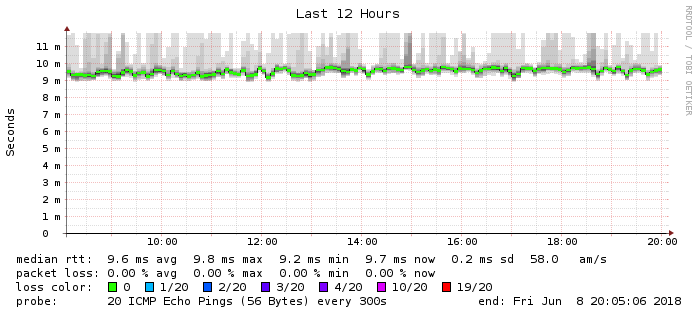 Last 12 Hours
RRDTOOL / TOBI OETIKER
Seconds
11 m
10 m
9 m
8 m
7 m
6 m
5 m
4 m
3 m
2 m
1 m
0
10:00 12:00 14:00 16:00 18:00 20:00
median rtt: 9.6 ms avg 9.8 ms max 9.2 ms min 9.7 ms now 0.2 ms sd 58.0 am/s
packet loss: 0.00 % avg 0.00 % max 0.00 % min 0.00 % now
loss color: 0 1/20 2/20 3/20 4/20 10/20 19/20
probe: 20 ICMP Echo Pings (56 Bytes) every 300s end: Fri Jun 8 20:05:06 2018